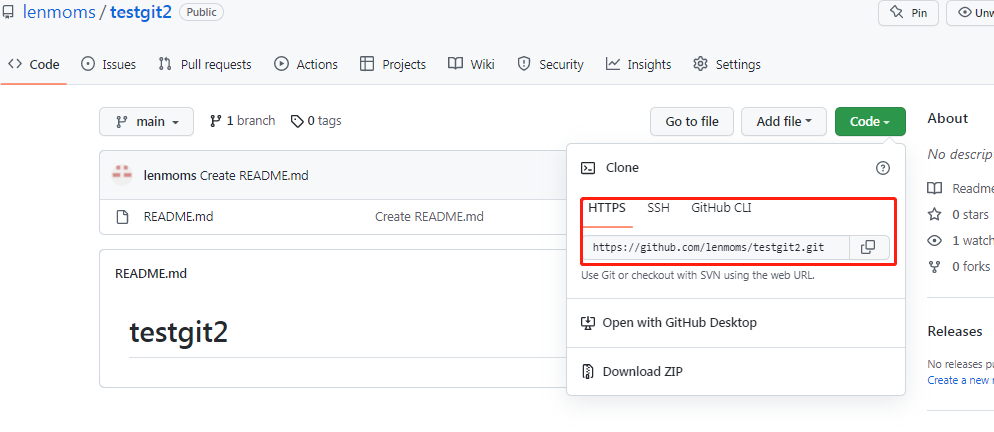 lenmoms / testgit2 Public
Pin
Unw
Code Issues Pull requests Actions Projects Wiki Security Insights Settings
main 1 branch 0 tags
Go to file Add file Code
lenmoms Create README.md
README.md Create README.md
README.md
testgit2
Clone
HTTPS SSH GitHub CLI
https://github.com/lenmoms/testgit2.git
Use Git or checkout with SVN using the web URL.
Open with GitHub Desktop
Download ZIP
About
No descrip
Readme
0 stars
1 watch
0 forks
Releases
No releases pu
Create a new r